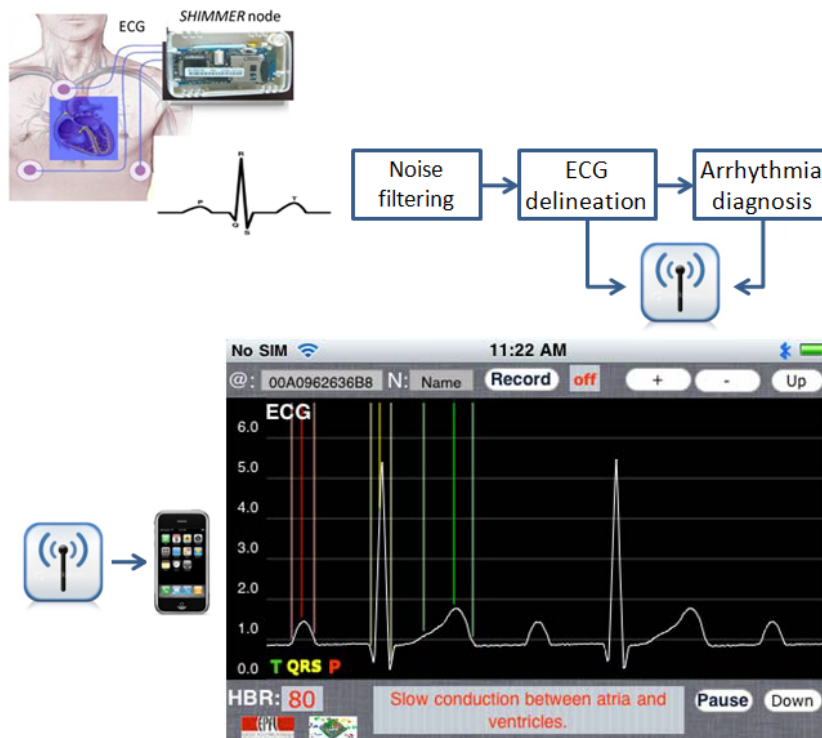 ECG
SHIMMER node
R
P
T
Q
S
Noise
filtering
ECG
delineation
Arrhythmia
diagnosis
No SIM
11:22 AM
@: 00A0962636B8 N: Name Record off + - Up
ECG
6.0
5.0
4.0
3.0
2.0
1.0
0.0
T QRS P
HBR: 80
Slow conduction between atria and
ventricles.
Pause
Down
EPFL